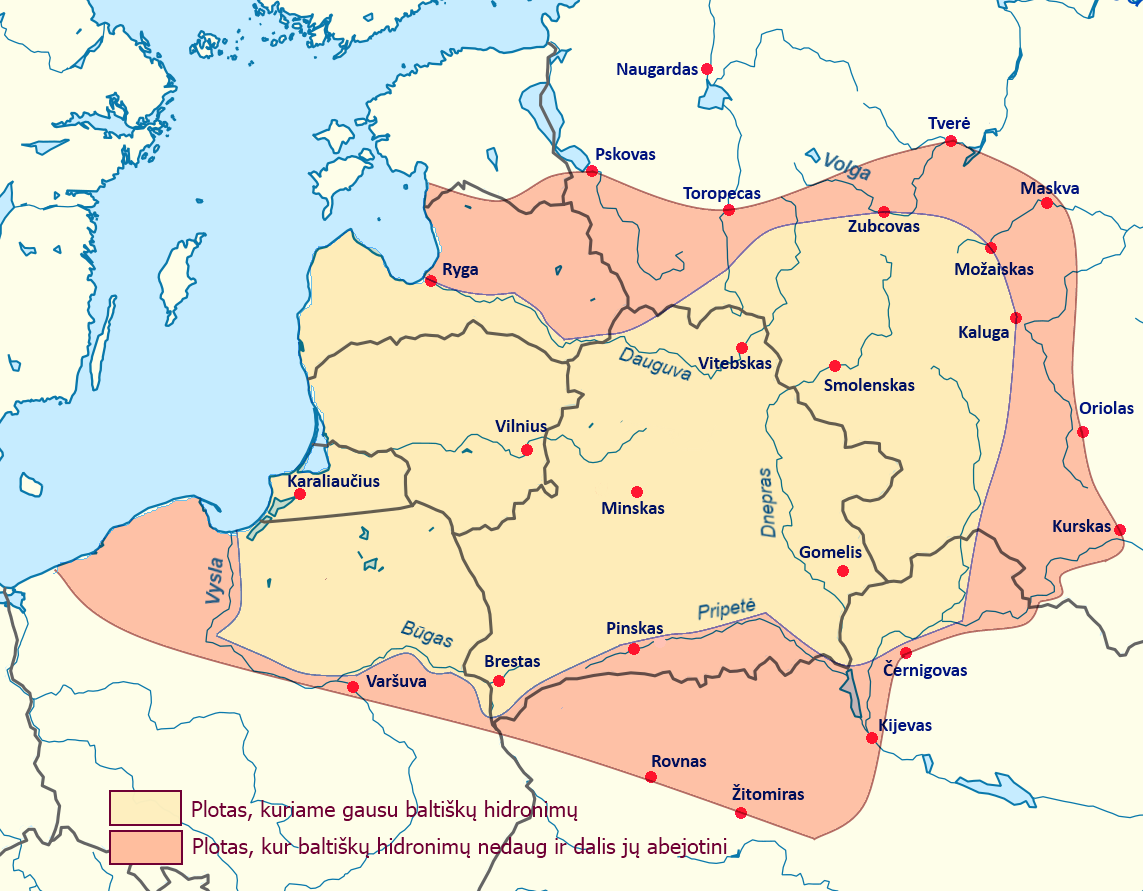 Naugardas
Tverė
Pskovas
Volga
Toropecas
Maskva
Zubcovas
Možaiskas
Ryga
Kaluga
Dauguva
Vitebskas
Smolenskas
Oriolas
Vilnius
Karaliaučius
Minskas
Dnepras
Kurskas
Gomelis
Vysla
Pripetė
Būgas
Pinskas
Brestas
Černigovas
Varšuva
Kijevas
Rovnas
Žitomiras
Plotas, kuriame gausu baltiškų hidronimų
Plotas, kur baltiškų hidronimų nedaug ir dalis jų abejotini